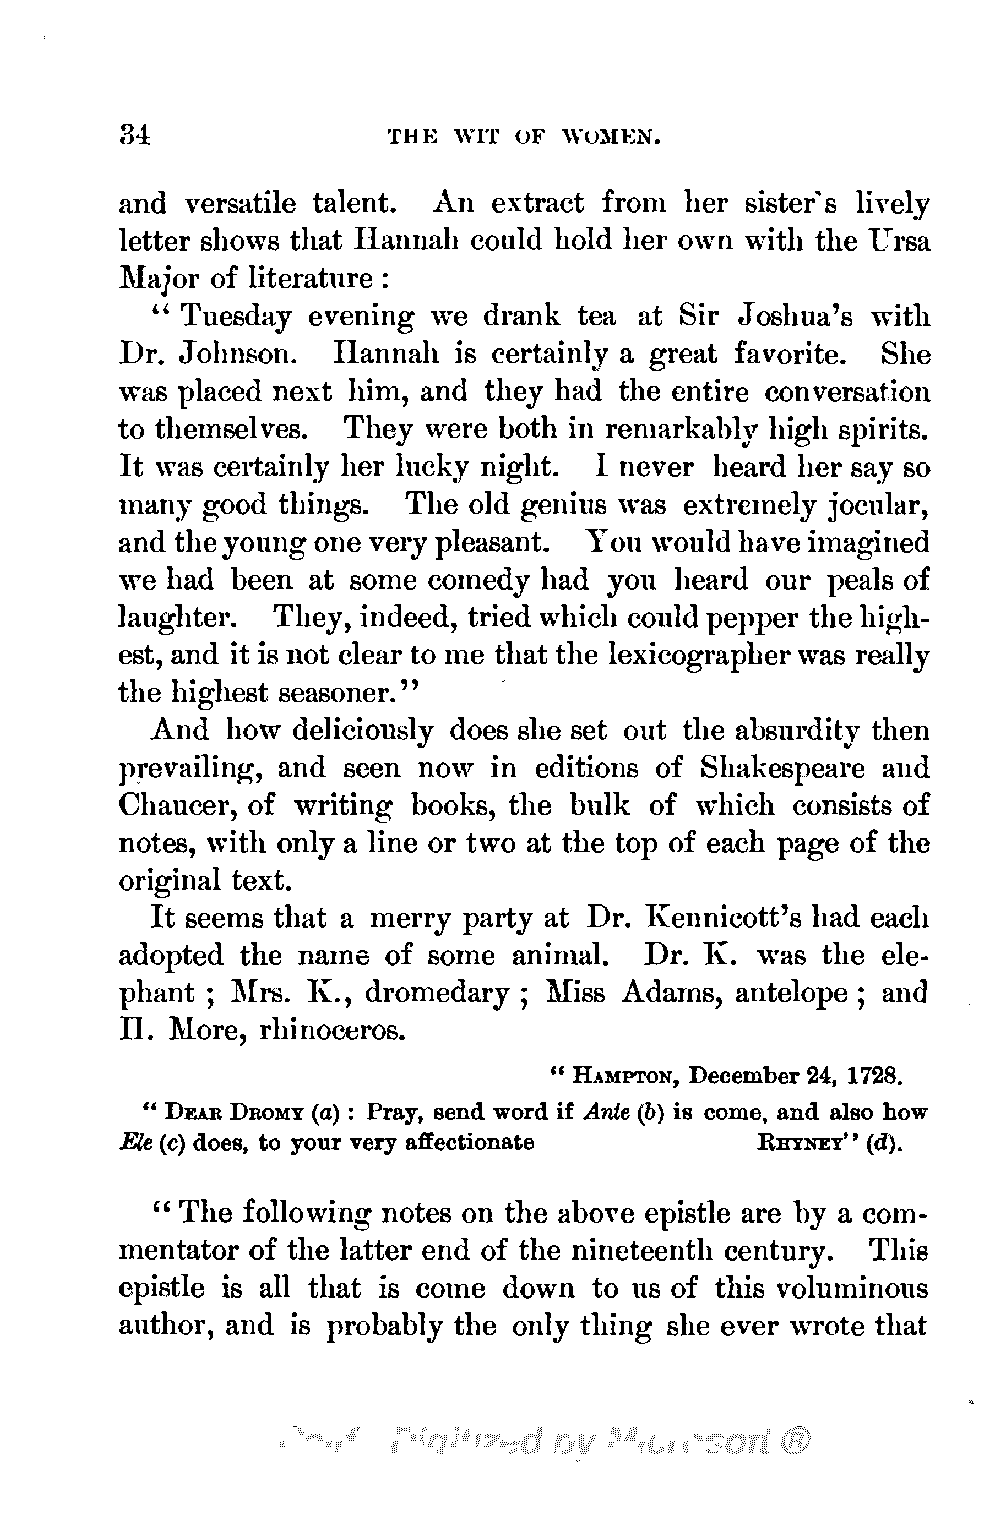 34 THE WIT OF WOMEN.
and versatile talent. An extract from her sister's lively
letter shows that Hannah could hold her own with the Ursa
Major of literature :
“ Tuesday evening we drank tea at Sir Joshua's with
Dr. Johnson. Hannah is certainly a great favorite. She
was placed next him, and they had the entire conversation
to themselves. They were both in remarkably high spirits.
It was certainly her lucky night. I never heard her say so
many good things. The old genius was extremely jocular,
and the young one very pleasant. You would have imagined
we had been at some comedy had you heard our peals of
laughter. They, indeed, tried which could pepper the high-
est, and it is not clear to me that the lexicographer was really
the highest seasoner.”
And how deliciously does she set out the absurdity then
prevailing, and seen now in editions of Shakespeare and
Chaucer, of writing books, the bulk of which consists of
notes, with only a line or two at the top of each page of the
original text.
It seems that a merry party at Dr. Kennicott's had each
adopted the name of some animal. Dr. K. was the ele-
phant ; Mrs. K., dromedary ; Miss Adams, antelope ; and
H. More, rhinoceros.
“ HAMPTON, December 24, 1728.
“ DEAR DROMY (a) : Pray, send word if Ante (b) is come, and also how
Ele (c) does, to your very affectionate RHYNEY” (d).
“ The following notes on the above epistle are by a com-
mentator of the latter end of the nineteenth century. This
epistle is all that is come down to us of this voluminous
author, and is probably the only thing she ever wrote that
Digitized by Microsoft ®